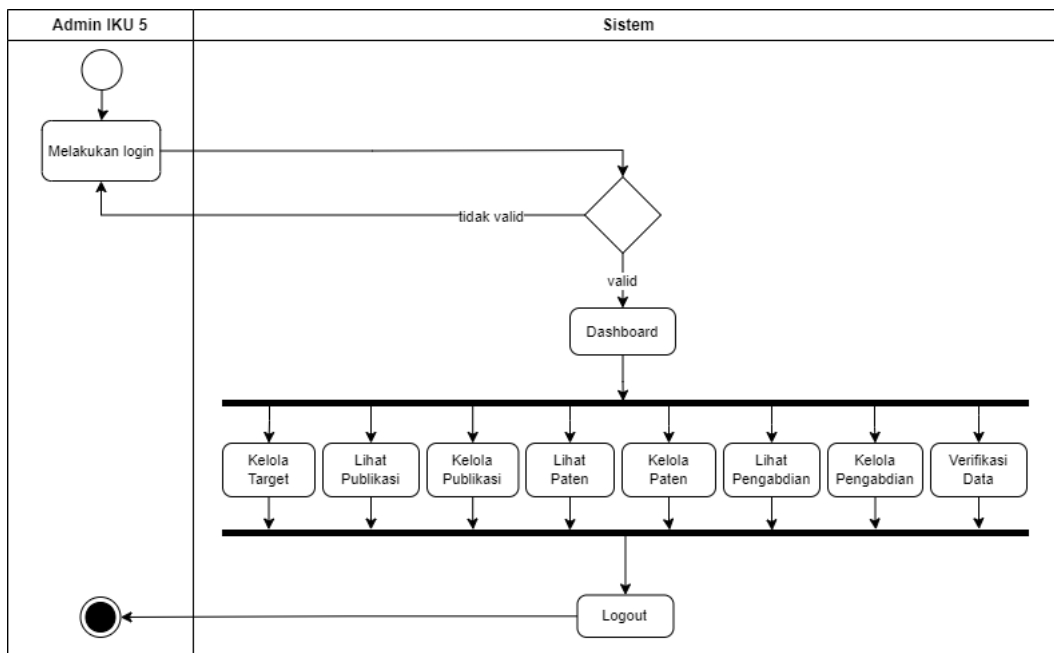 Admin IKU 5
Sistem
Melakukan login
tidak valid
valid
Dashboard
Kelola
Target
Lihat
Publikasi
Kelola
Publikasi
Lihat
Paten
Kelola
Paten
Lihat
Pengabdian
Kelola
Pengabdian
Verifikasi
Data
Logout